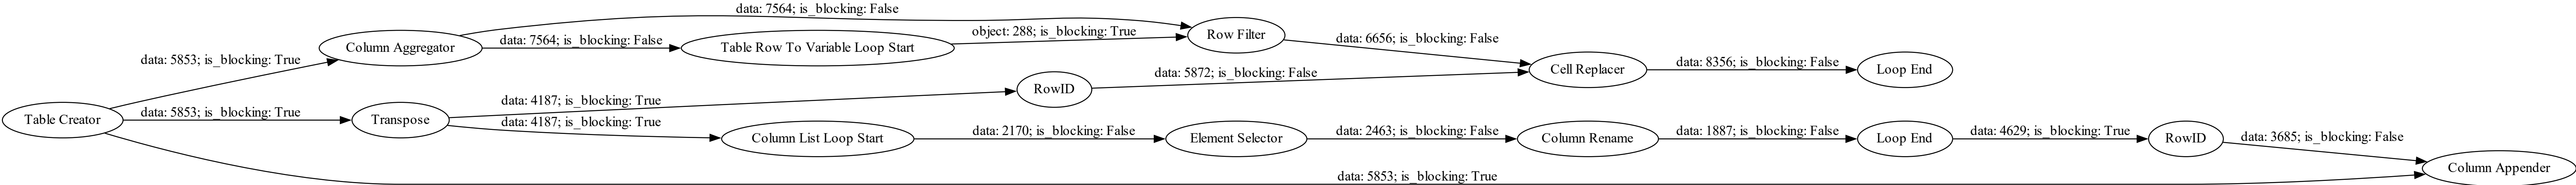 data: 7564; is_blocking: False
Column Aggregator
data: 7564; is_blocking: False
Table Row To Variable Loop Start
object: 288; is_blocking: True
Row Filter
data: 6656; is_blocking: False
data: 5853; is_blocking: True
RowID
data: 5872; is_blocking: False
Cell Replacer
data: 8356; is_blocking: False
Loop End
Table Creator
data: 5853; is_blocking: True
Transpose
data: 4187; is_blocking: True
data: 4187; is_blocking: True
Column List Loop Start
data: 2170; is_blocking: False
Element Selector
data: 2463; is_blocking: False
Column Rename
data: 1887; is_blocking: False
Loop End
data: 4629; is_blocking: True
RowID
data: 3685; is_blocking: False
Column Appender
data: 5853; is_blocking: True